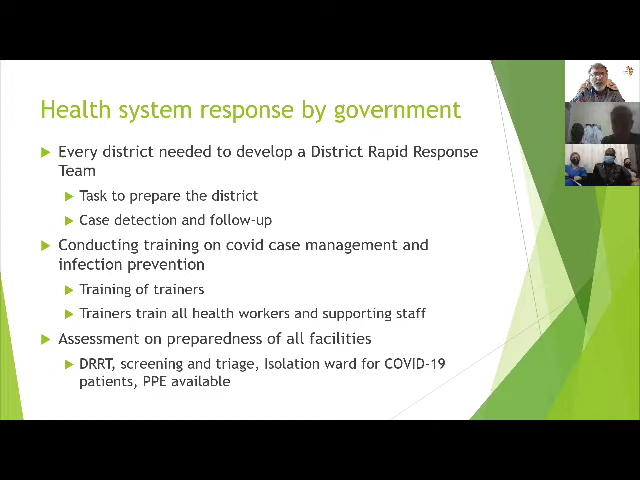 Health system response by government
Every district needed to develop a District Rapid Response
Team
Task to prepare the district
Case detection and follow-up
Conducting training on covid case management and
infection prevention
Training of trainers
Trainers train all health workers and supporting staff
Assessment on preparedness of all facilities
DRRT, screening and triage, Isolation ward for COVID-19
patients, PPE available